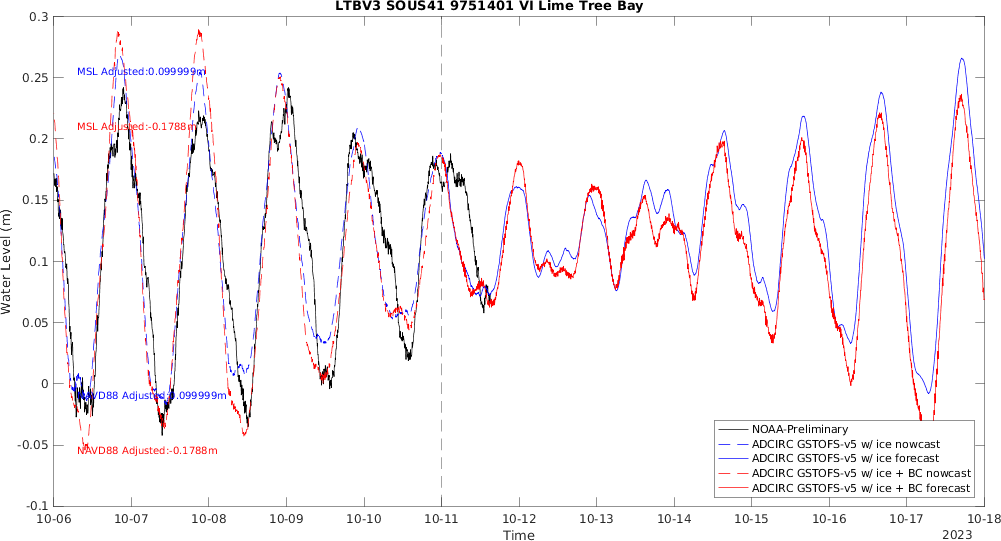 LTBV3 SOUS41 9751401 VI Lime Tree Bay
Water Level (m)
0.3
0.25
0.2
0.15
0.1
0.05
0
-0.05
-0.1
MSL Adjusted:0.099999m
MSL Adjusted:-0.1788m
NAVD88 Adjusted:0.099999m
NAVD88 Adjusted:-0.1788m
NOAA-Preliminary
ADCIRC GSTOFS-v5 w/ ice nowcast
ADCIRC GSTOFS-v5 w/ ice forecast
ADCIRC GSTOFS-v5 w/ ice + BC nowcast
ADCIRC GSTOFS-v5 w/ ice + BC forecast
10-06 10-07 10-08 10-09 10-10 10-11 10-12 10-13 10-14 10-15 10-16 10-17 10-18
Time
2023